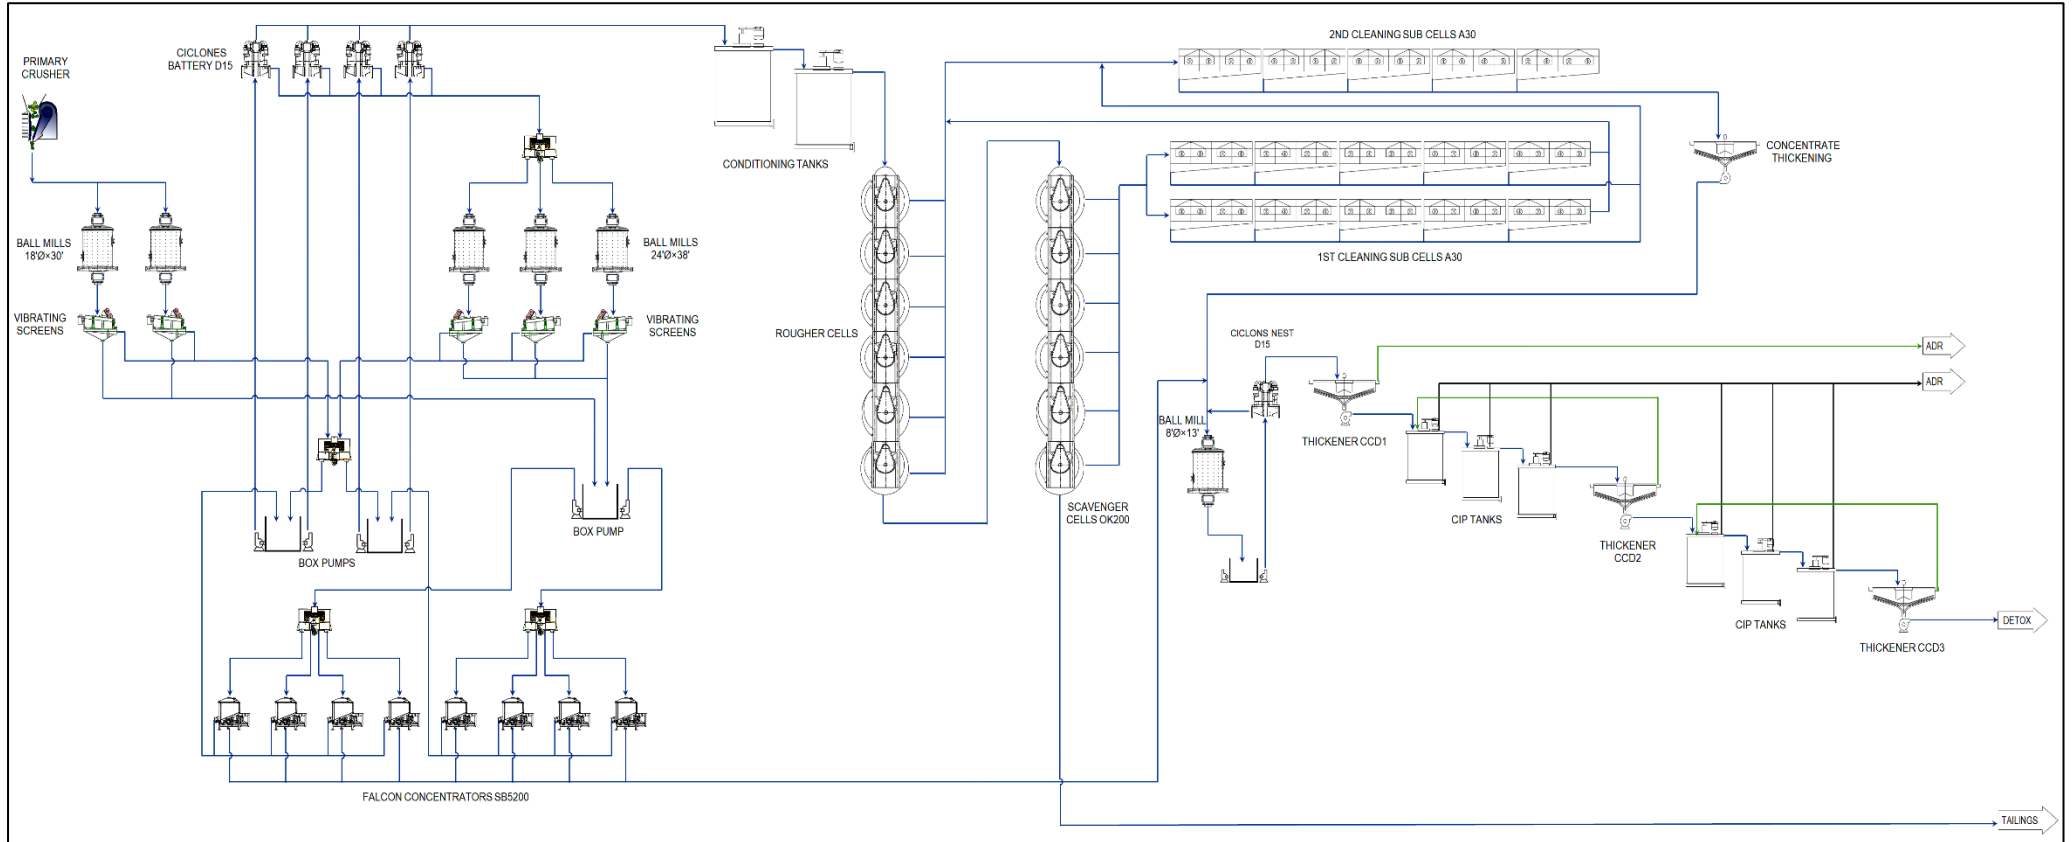 PRIMARY
CRUSHER
CICLONES
BATTERY D15
BALL MILLS
18'Ø×30'
BALL MILLS
24'Ø×38'
VIBRATING
SCREENS
VIBRATING
SCREENS
BOX PUMPS
BOX PUMP
FALCON CONCENTRATORS SB5200
CONDITIONING TANKS
ROUGHER CELLS
SCAVENGER
CELLS OK200
2ND CLEANING SUB CELLS A30
1ST CLEANING SUB CELLS A30
CONCENTRATE
THICKENING
CICLONS NEST
D15
BALL MILL
8'Ø×13'
THICKENER CCD1
CIP TANKS
THICKENER
CCD2
CIP TANKS
THICKENER CCD3
ADR
ADR
DETOX
TAILINGS